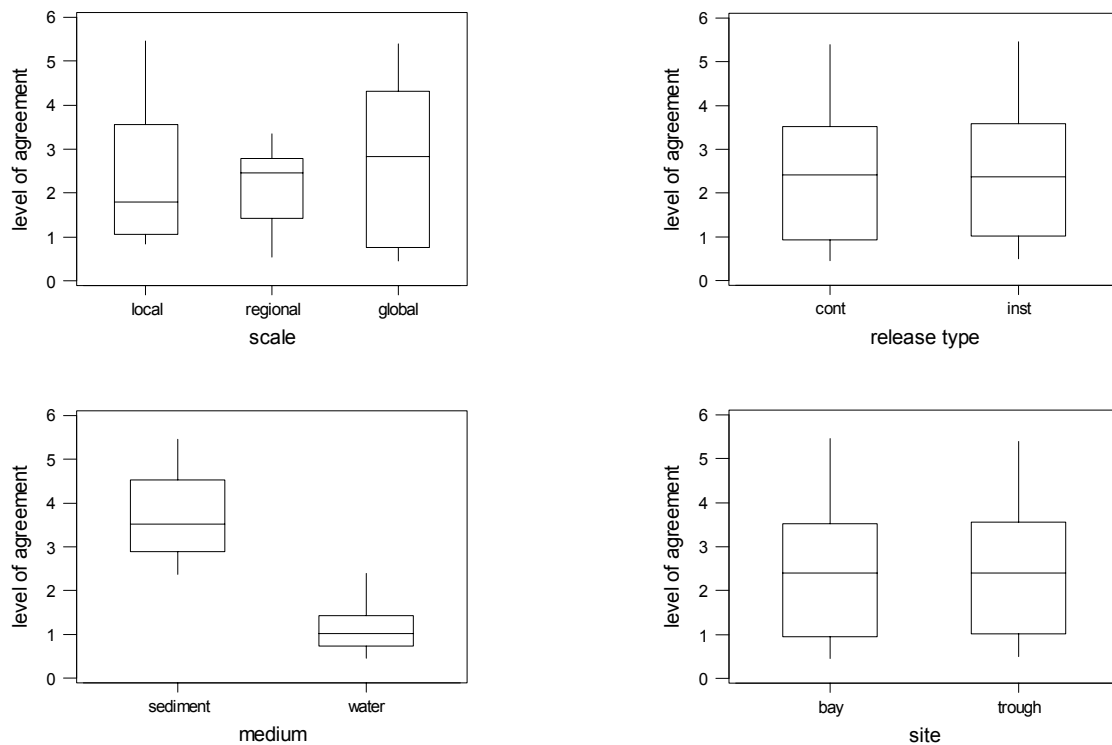 6
5
4
3
2
1
0
level of agreement
local regional global
scale
6
5
4
3
2
1
0
level of agreement
cont inst
release type
6
5
4
3
2
1
0
level of agreement
sediment water
medium
6
5
4
3
2
1
0
level of agreement
bay trough
site